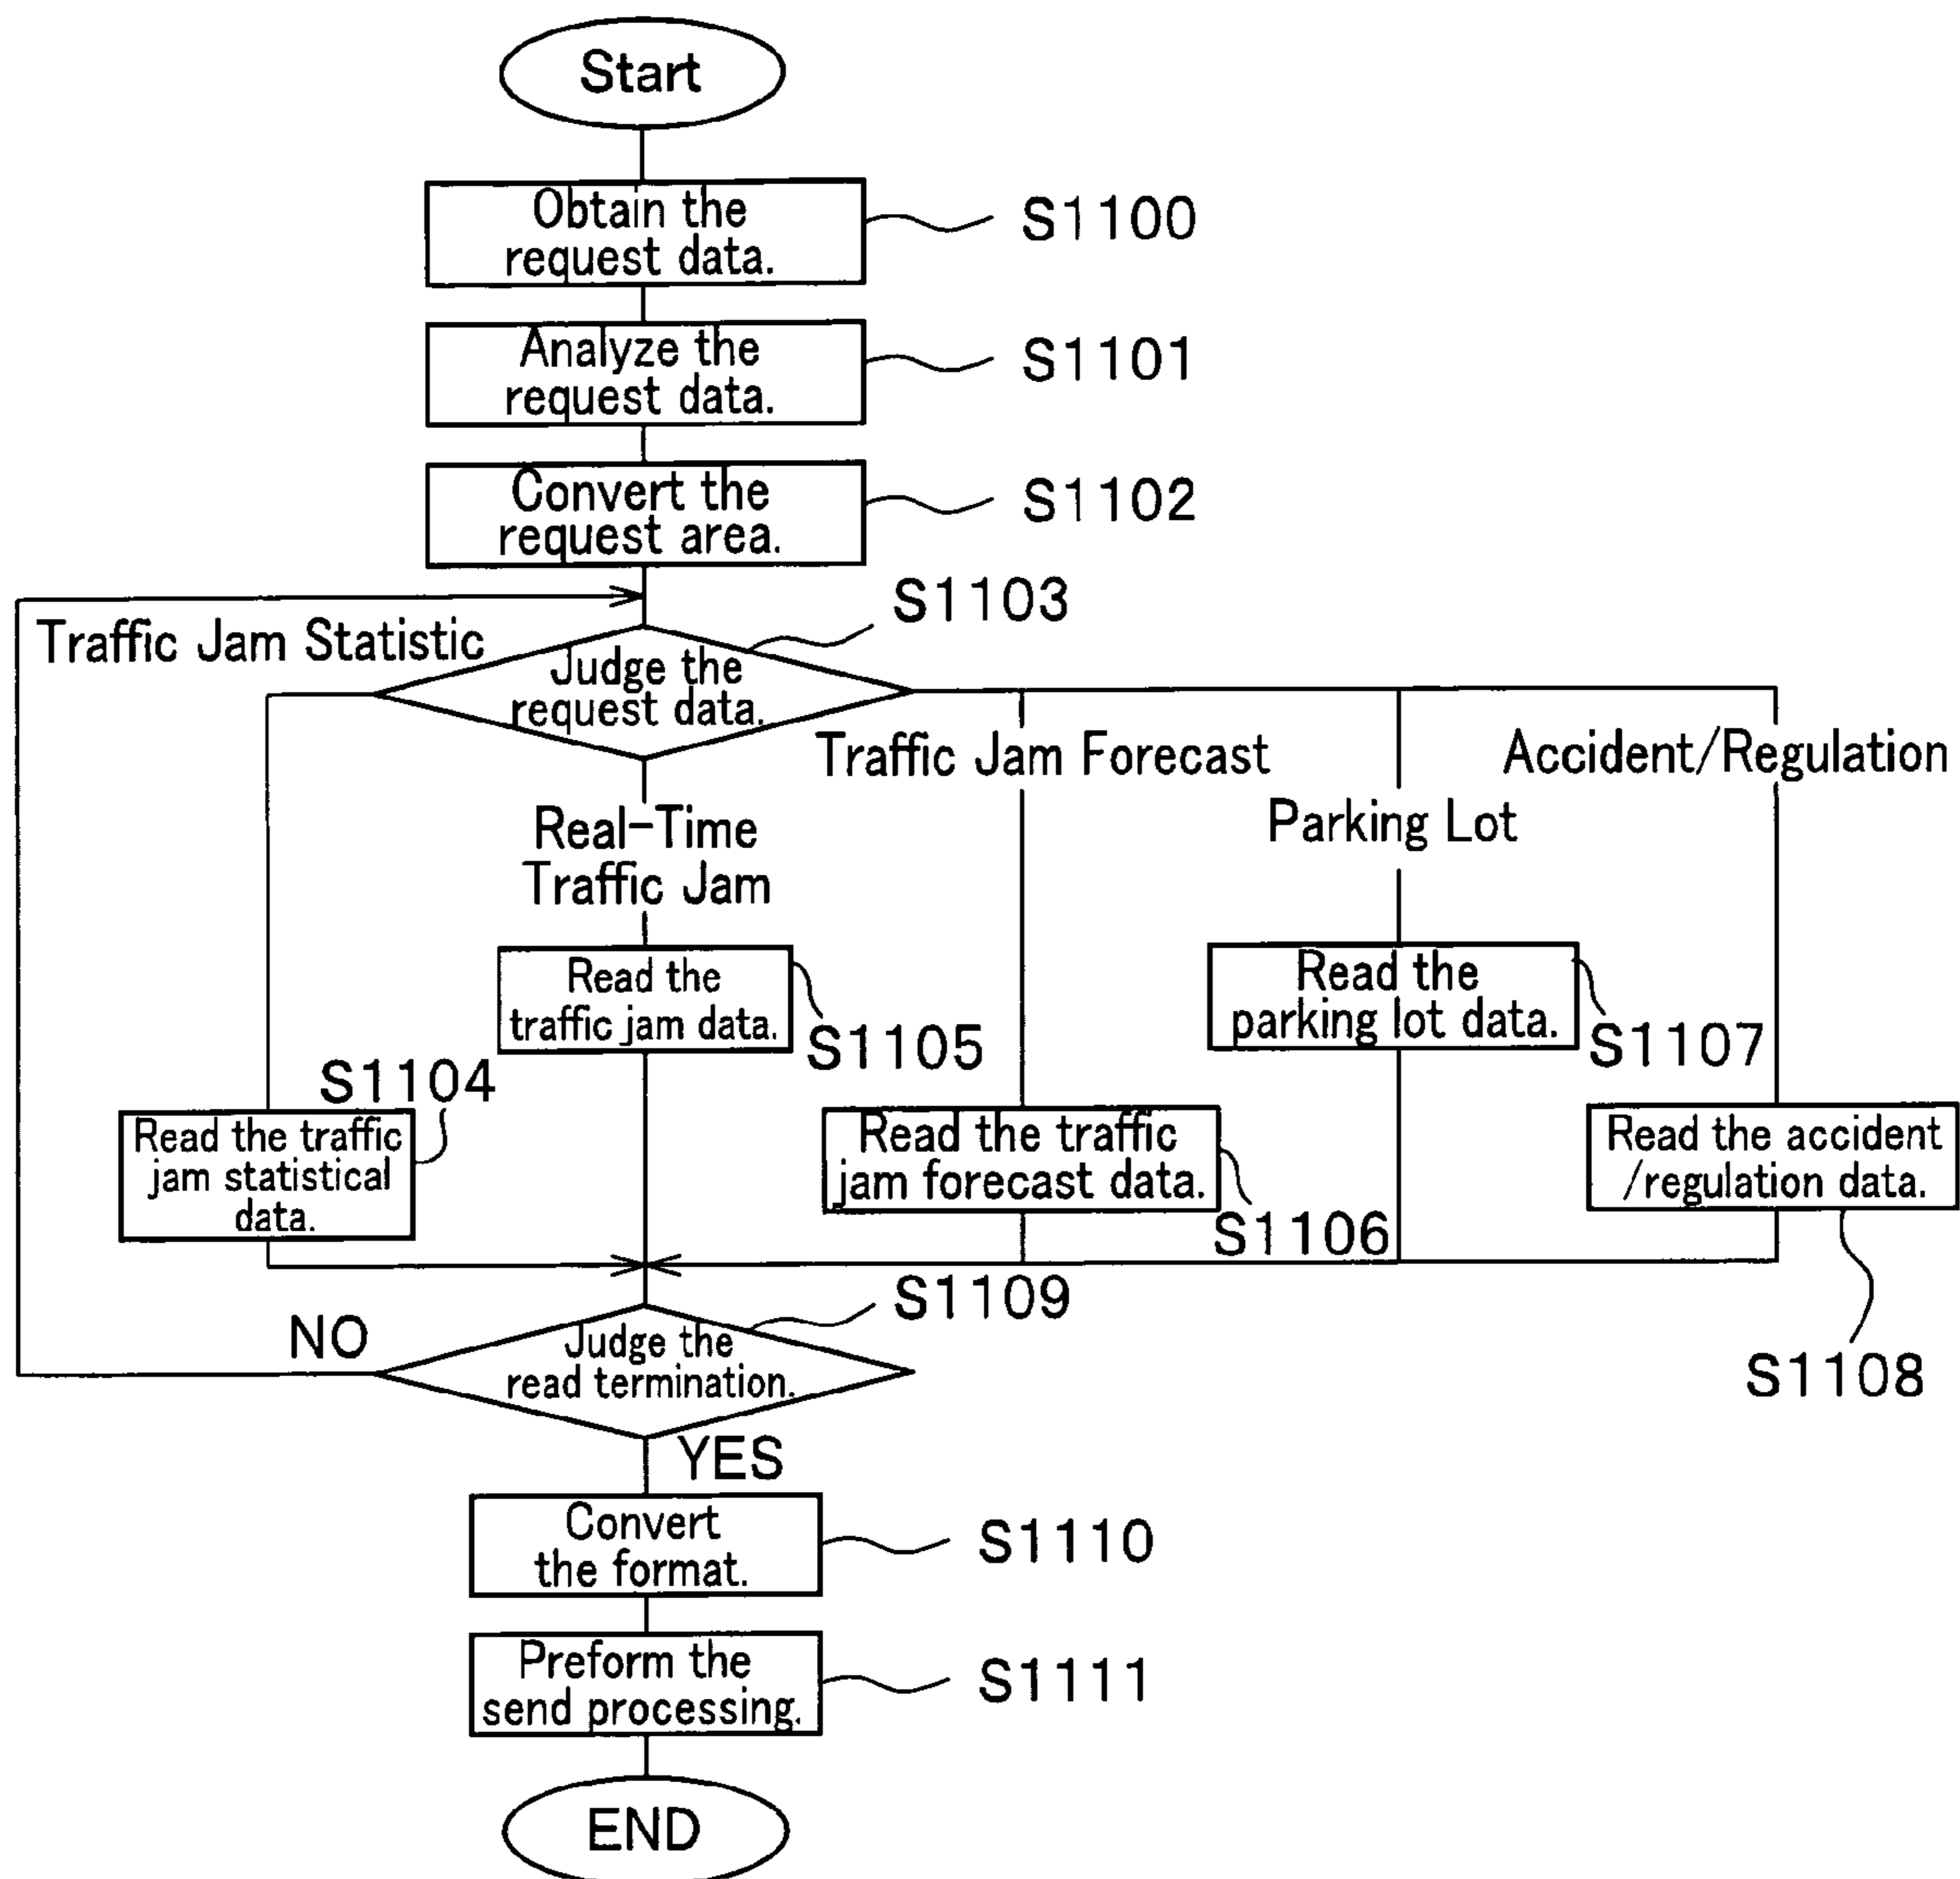 Start
Obtain the
request data.
S1100
Analyze the
request data.
S1101
Convert the
request area.
S1102
S1103
Traffic Jam Statistic
Judge the
request data.
Traffic Jam Forecast
Accident/Regulation
Real-Time
Traffic Jam
Parking Lot
Read the
traffic jam data.
S1105
Read the
parking lot data.
S1107
S1104
Read the traffic
jam statistical
data.
Read the traffic
jam forecast data.
S1106
Read the accident
/regulation data.
S1108
S1109
NO
Judge the
read termination.
YES
Convert
the format.
S1110
Preform the
send processing.
S1111
END